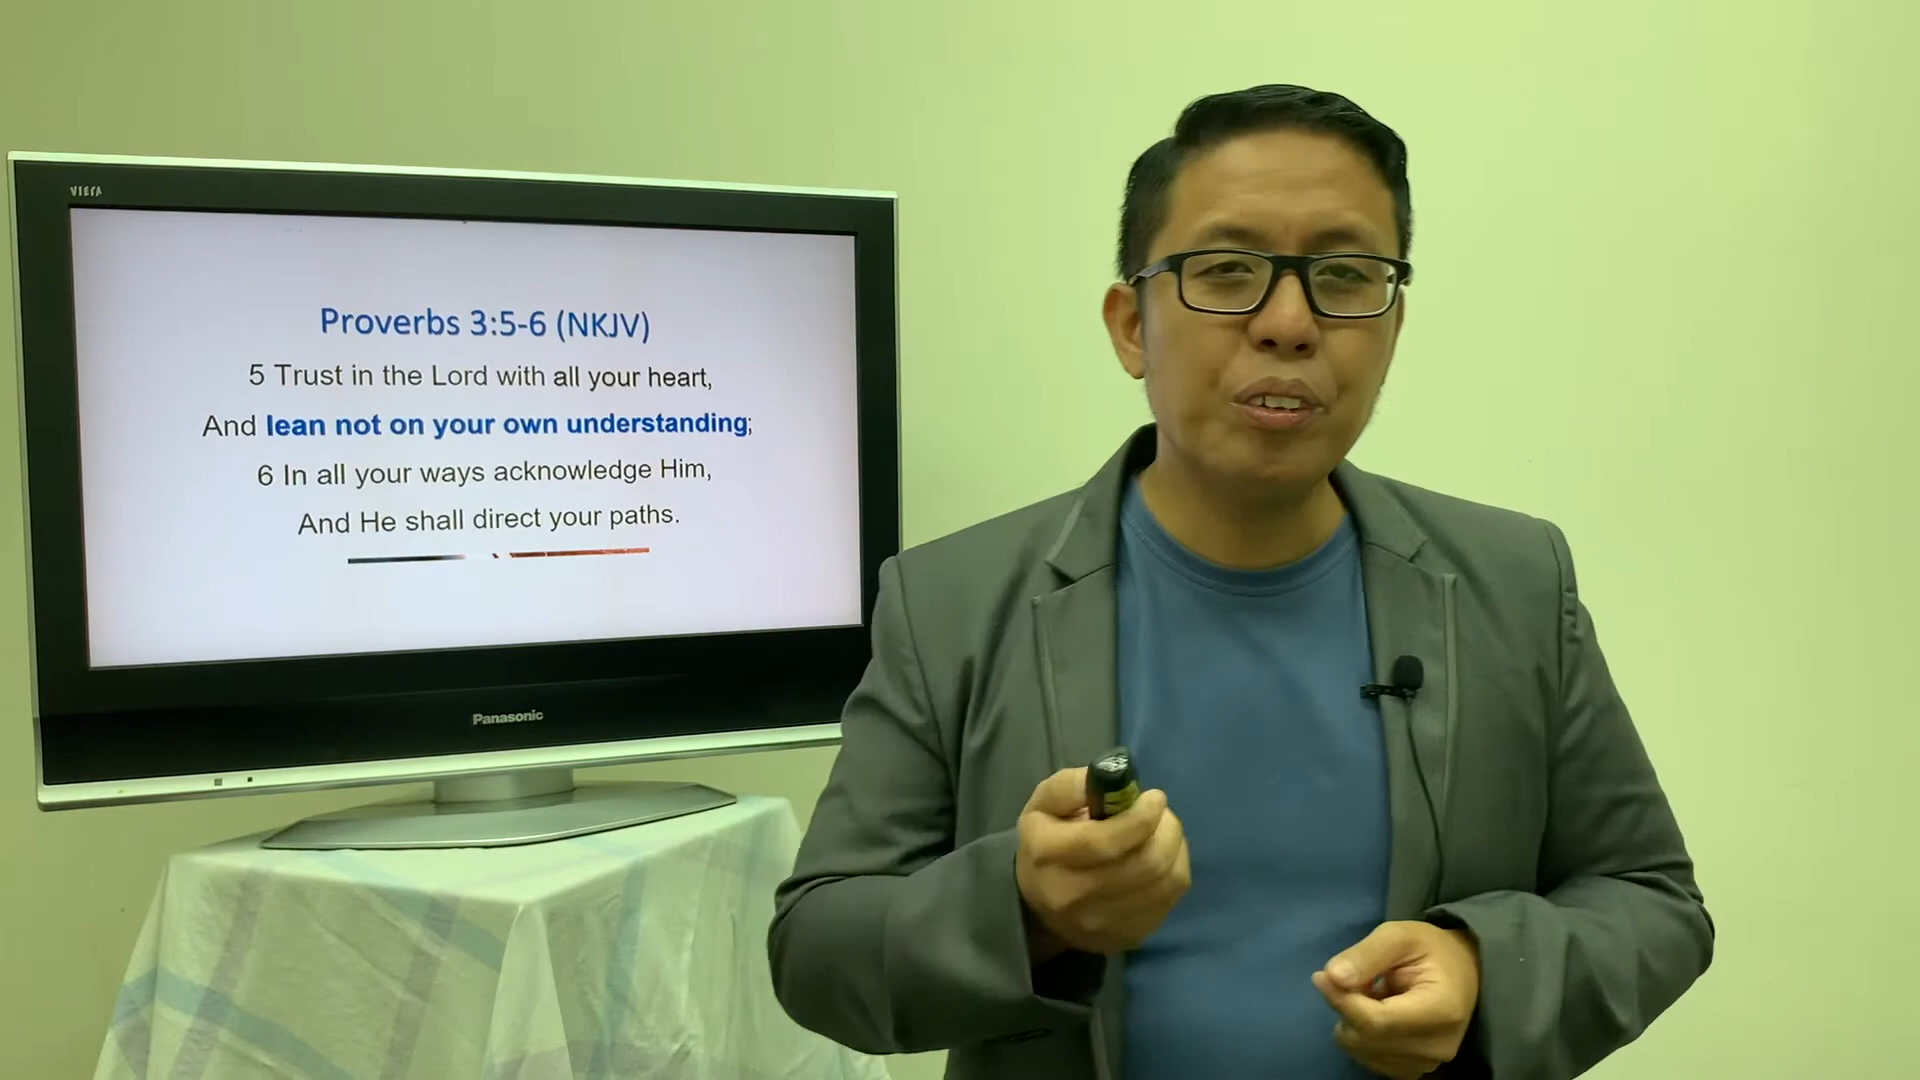 VIERA
Proverbs 3:5-6 (NKJV)
5 Trust in the Lord with all your heart,
And lean not on your own understanding;
6 In all your ways acknowledge Him,
And He shall direct your paths.
Panasonic